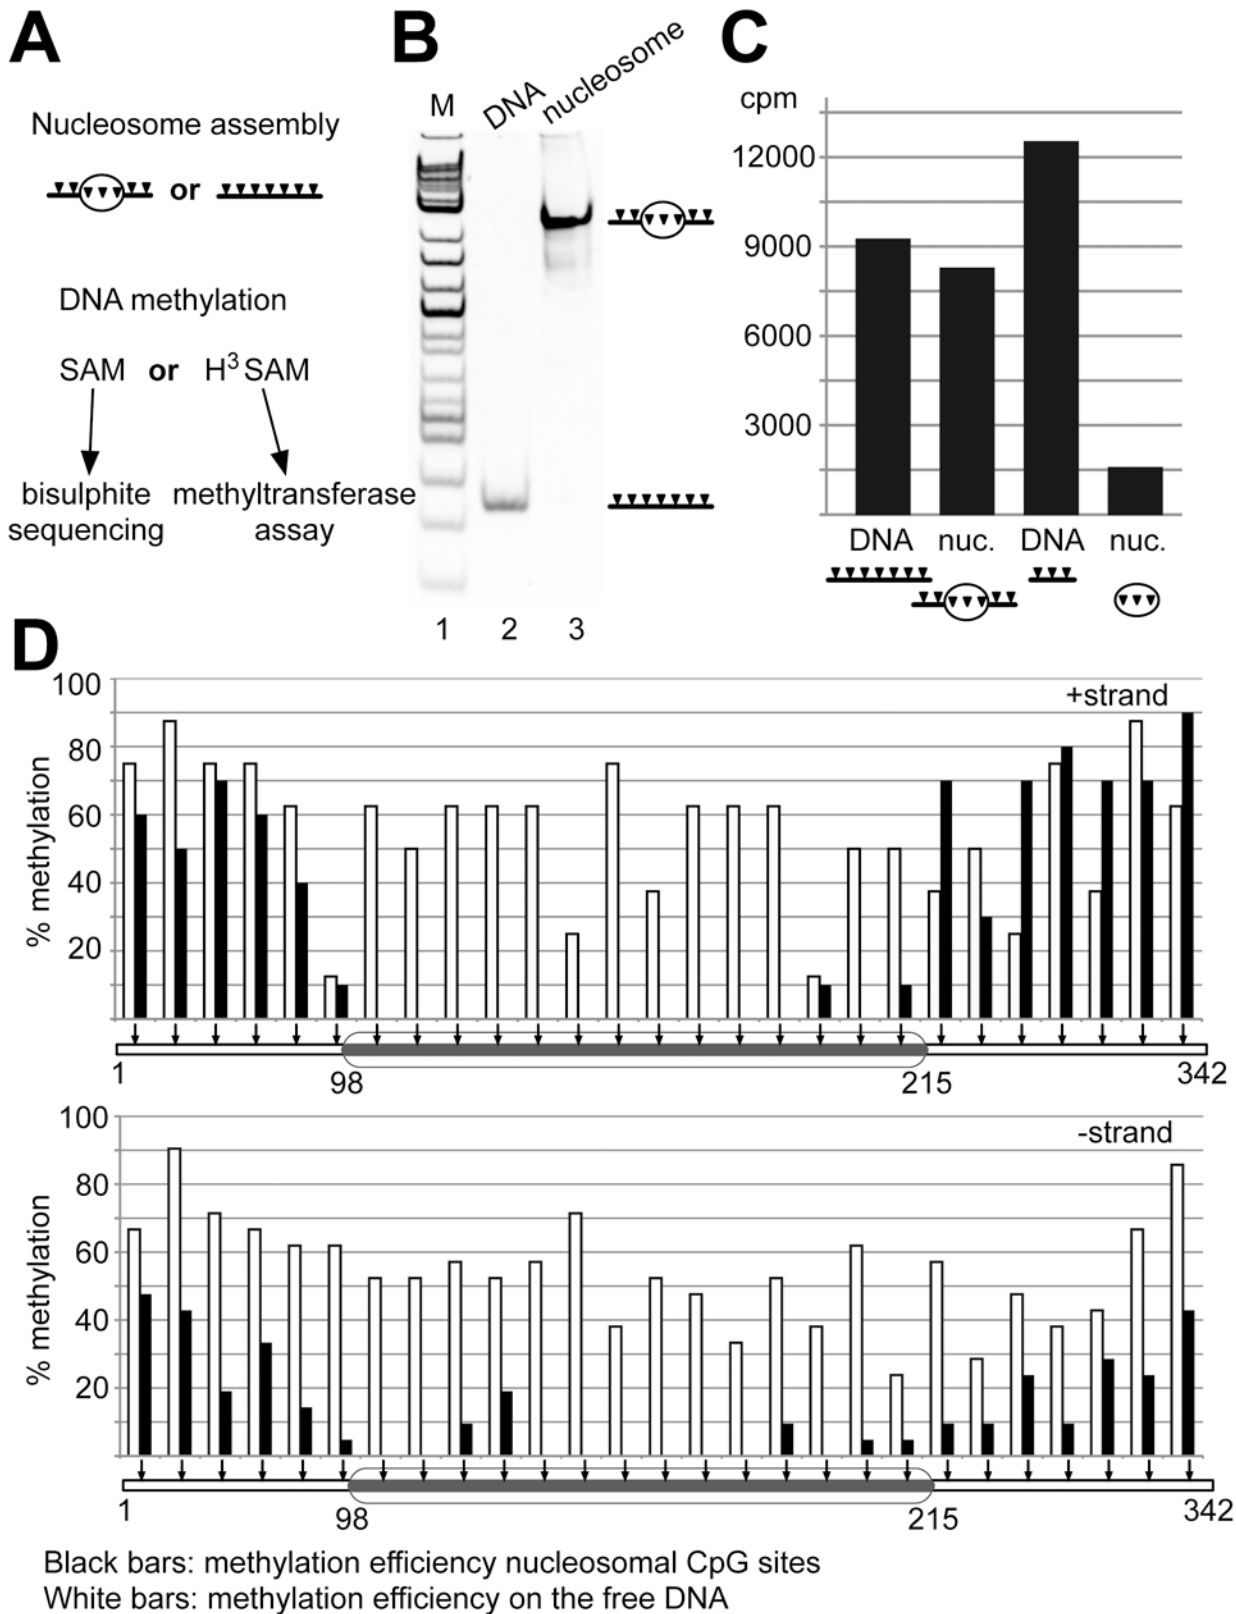 A
Nucleosome assembly
or
DNA methylation
SAM or H³SAM
bisulphite methyltransferase
sequencing assay
B
M DNA nucleosome
1 2 3
C
cpm
12000
9000
6000
3000
DNA nuc. DNA nuc.
D
100
80
60
40
20
% methylation
+strand
1 98 215 342
100
80
60
40
20
% methylation
-strand
1 98 215 342
Black bars: methylation efficiency nucleosomal CpG sites
White bars: methylation efficiency on the free DNA